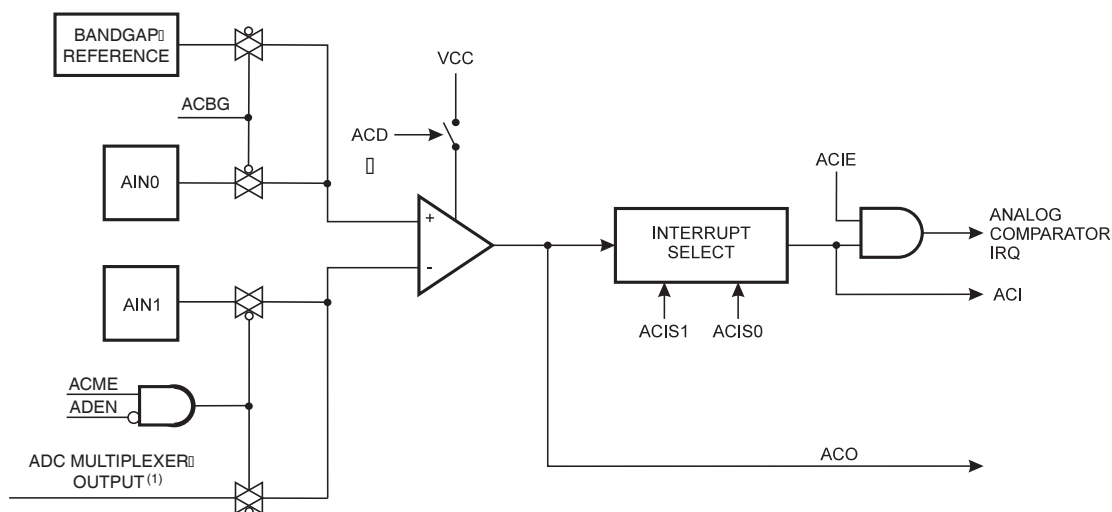 BANDGAP
REFERENCE
VCC
ACBG
ACD
ACIE
AIN0
+
INTERRUPT
SELECT
ANALOG
COMPARATOR
IRQ
-
AIN1
ACI
ACIS1 ACIS0
ACME
ADEN
ADC MULTIPLEXER
OUTPUT (1)
ACO